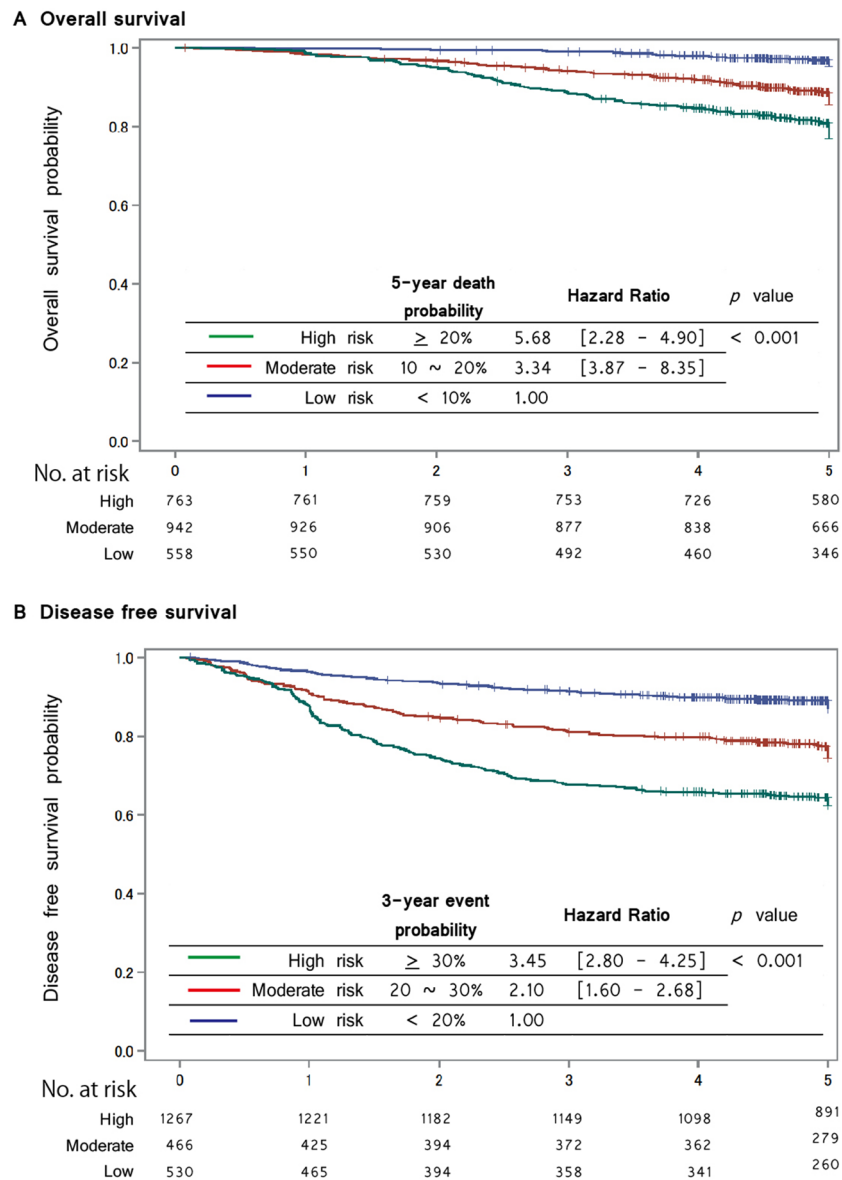 A Overall survival
Overall survival probability
1.0
0.8
0.6
0.4
0.2
0.0
5-year death probability Hazard Ratio p value
High risk ≥ 20% 5.68 [2.28 - 4.90] < 0.001
Moderate risk 10 ~ 20% 3.34 [3.87 - 8.35]
Low risk < 10% 1.00
0 1 2 3 4 5
No. at risk
High 763 761 759 753 726 580
Moderate 942 926 906 877 838 666
Low 558 550 530 492 460 346
B Disease free survival
Disease free surrvival probability
1.0
0.8
0.6
0.4
0.2
0.0
3-year event probability Hazard Ratio p value
High risk ≥ 30% 3.45 [2.80 - 4.25] < 0.001
Moderate risk 20 ~ 30% 2.10 [1.60 - 2.68]
Low risk < 20% 1.00
0 1 2 3 4 5
No. at risk
High 1267 1221 1182 1149 1098 891
Moderate 466 425 394 372 362 279
Low 530 465 394 358 341 260